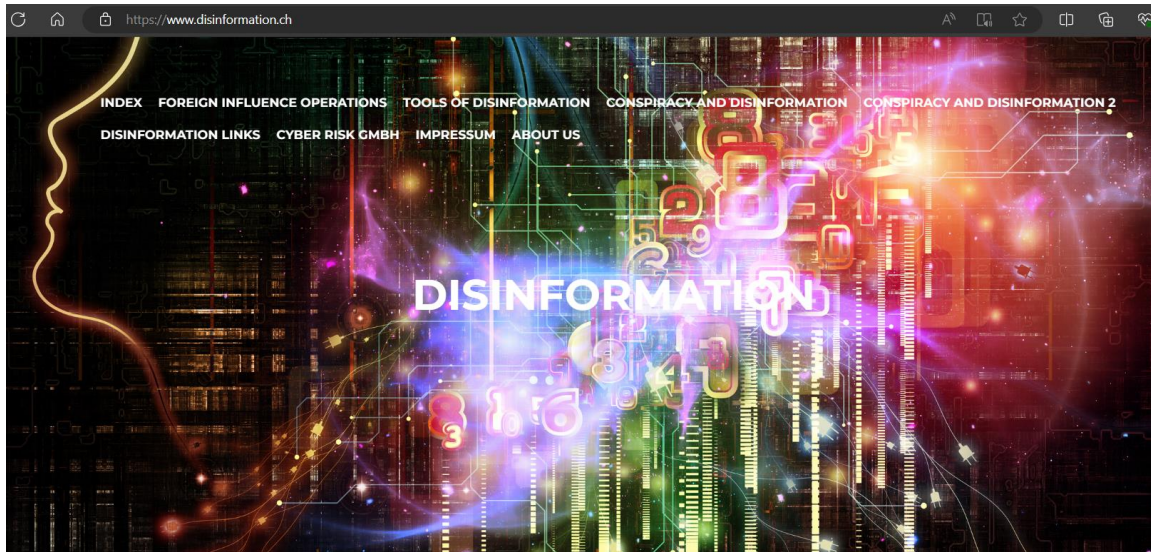 https://www.disinformation.ch
INDEX FOREIGN INFLUENCE OPERATIONS TOOLS OF DISINFORMATION CONSPIRACY AND DISINFORMATION CONSPIRACY AND DISINFORMATION 2
DISINFORMATION LINKS CYBER RISK GMBH IMPRESSUM ABOUT US
DISINFORMATION